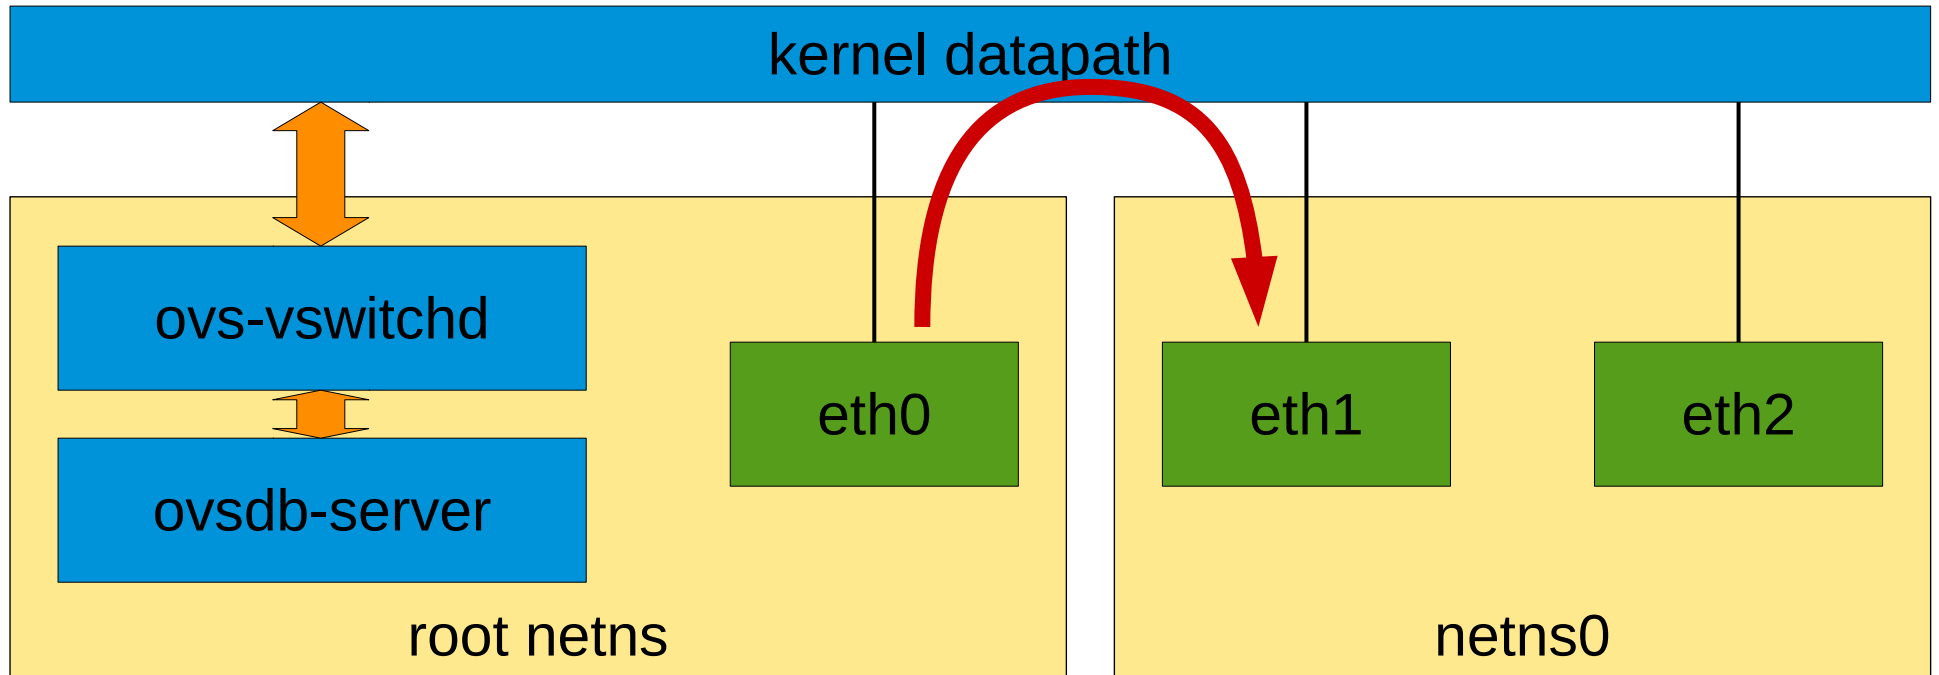 kernel datapath
ovs-vswitchd
eth0
eth1
eth2
ovsdb-server
root netns
netns0